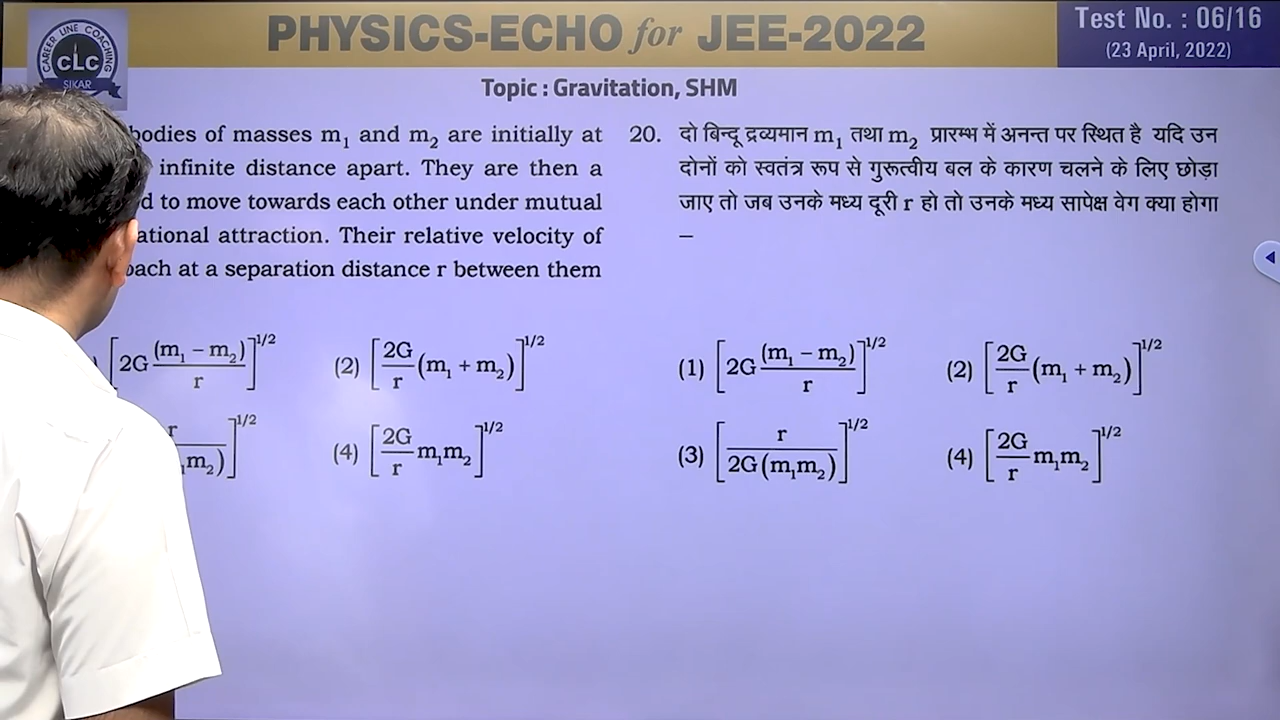 PHYSICS-ECHO for JEE-2022
Test No. : 06/16
(23 April, 2022)
CAREER LINE COACHING
CLC
SIKAR
Topic : Gravitation, SHM
bodies of masses m₁ and m₂ are initially at
infinite distance apart. They are then a
to move towards each other under mutual
attraction. Their relative velocity of
at a separation distance r between them
[2G (m₁ − m₂)/r]^1/2
(2) [2G/r (m₁ + m₂)]^1/2
r m₂)]^1/2
(4) [2G/r m₁m₂]^1/2
20. दो बिन्दू द्रव्यमान m₁ तथा m₂ प्रारम्भ में अनन्त पर स्थित है यदि उन
दोनों को स्वतंत्र रूप से गुरूत्वीय बल के कारण चलने के लिए छोड़ा
जाए तो जब उनके मध्य दूरी r हो तो उनके मध्य सापेक्ष वेग क्या होगा
–
(1) [2G (m₁ − m₂)/r]^1/2
(2) [2G/r (m₁ + m₂)]^1/2
(3) [r/2G(m₁m₂)]^1/2
(4) [2G/r m₁m₂]^1/2